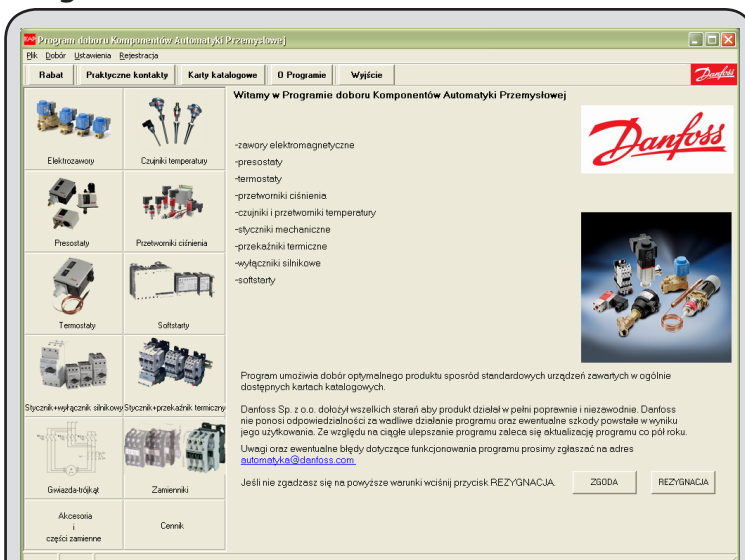 Program doboru Komponentów Automatyki Przemysłowej
Plik Dobór Ustawienia Rejestracja
Rabat Praktyczne kontakty Karty katalogowe O Programie Wyjście
Danfoss
Elektrozawory
Czujniki temperatury
Presostaty
Przetworniki ciśnienia
Termostaty
Softstarty
Stycznik+wyłącznik silnikowy
Stycznik+przekaźnik termiczny
Gwiazda-trójkąt
Zamienniki
Akcesoria
i
części zamienne
Cennik
Witamy w Programie doboru Komponentów Automatyki Przemysłowej
Danfoss
-zawory elektromagnetyczne
-presostaty
-termostaty
-przetworniki ciśnienia
-czujniki i przetworniki temperatury
-styczniki mechaniczne
-przekaźniki termiczne
-wyłączniki silnikowe
-softstarty
Program umożiwia dobór optymalnego produktu sposród standardowych urządzeń zawartych w ogólnie
dostępnych kartach katalogowych.
Danfoss Sp. z o.o. dołożył wszelkich starań aby produkt działał w pełni poprawnie i niezawodnie. Danfoss
nie ponosi odpowiedzialności za wadliwe działanie programu oraz ewentualne szkody powstałe w wyniku
jego użytkowania. Ze względu na ciągłe ulepszanie programu zaleca się aktualizację programu co pół roku.
Uwagi oraz ewentualne błędy dotyczące funkcjonowania programu prosimy zgłaszać na adres
automatyka@danfoss.com.
Jeśli nie zgadzasz się na powyższe warunki wciśnij przycisk REZYGNACJA.
ZGODA
REZYGNACJA